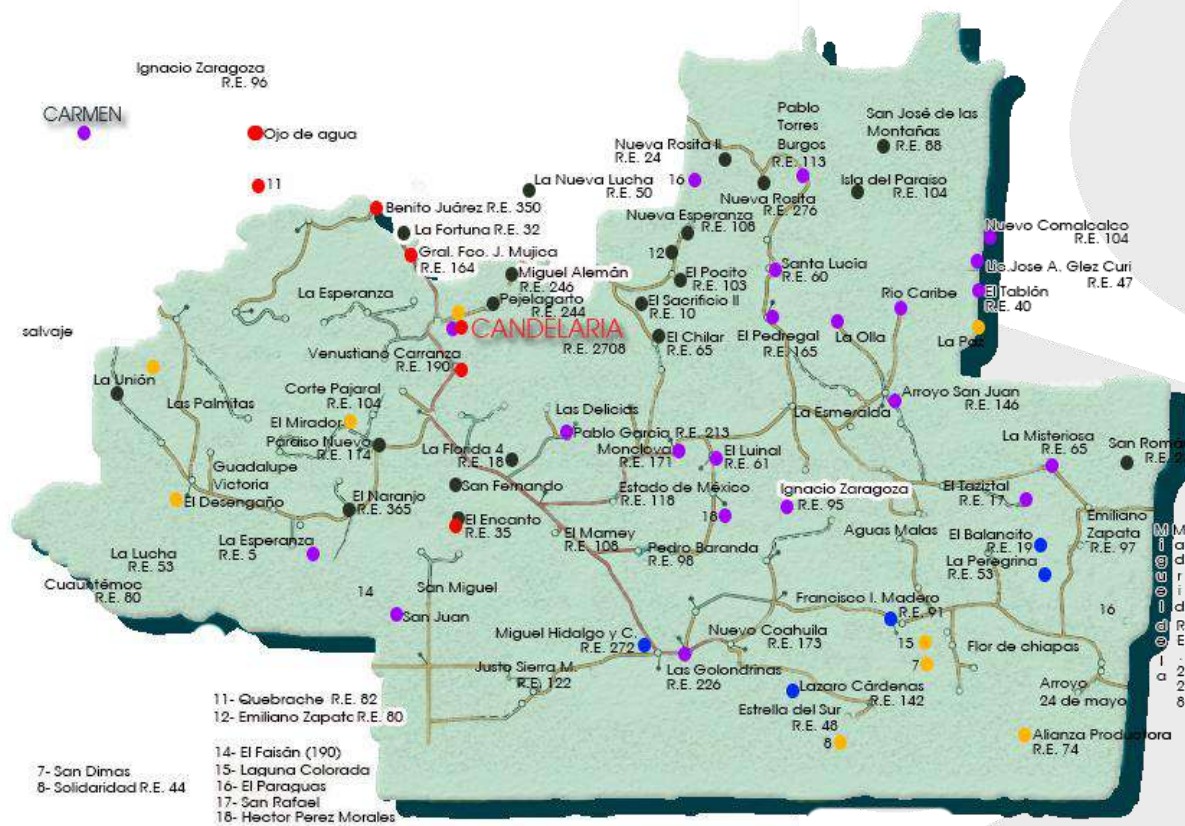 Ignacio Zaragoza
R.E. 96
CARMEN
Ojo de agua
11
Benito Juárez R.E. 350
La Fortuna R.E. 32
Gral. Fco. J. Mujica
R.E. 164
La Nueva Lucha
R.E. 50
Nueva Rosita II
R.E. 24
16
Pablo
Torres
Burgos
R.E. 113
San José de las
Montañas
R.E. 88
Nueva Rosita
R.E. 276
Isla del Paraiso
R.E. 104
Nueva Esperanza
R.E. 108
12
El Pocito
R.E. 103
Santa Lucía
R.E. 60
Nuevo Comalcalco
R.E. 104
Lic. Jose A. Glez Curi
R.E. 47
El Tablón
R.E. 40
Miguel Alemán
R.E. 246
La Esperanza
Pejelagarto
R.E. 244
El Sacrificio II
R.E. 10
Rio Caribe
salvaje
CANDELARIA
R.E. 2708
El Chilar
R.E. 65
El Pedregal
R.E. 165
La Olla
La Paz
Venustiano Carranza
R.E. 190
La Unión
Las Palmitas
Corte Pajaral
R.E. 104
El Mirador
Paraiso Nuevo
R.E. 114
Las Delicias
Pablo García R.E. 213
La Esmeralda
Arroyo San Juan
R.E. 146
La Florida 4
R.E. 18
Monclova
R.E. 171
El Luinal
R.E. 61
La Misteriosa
R.E. 65
San Román
Guadalupe
Victoria
El Desengaño
El Naranjo
R.E. 365
San Fernando
Estado de México
R.E. 118
18
Ignacio Zaragoza
R.E. 95
El Taziztal
R.E. 17
El Encanto
R.E. 35
El Mamey
R.E. 108
Aguas Malas
Emiliano
Zapata
R.E. 97
El Balancito
R.E. 19
La Lucha
R.E. 53
La Esperanza
R.E. 5
Pedro Baranda
R.E. 98
La Peregrina
R.E. 53
Cuauhtémoc
R.E. 80
14
San Miguel
San Juan
Francisco I. Madero
R.E. 91
16
Miguel de la
Madrid R.E. 228
Miguel Hidalgo y C.
R.E. 272
Nuevo Coahuila
R.E. 173
15
7
Flor de chiapas
Justo Sierra M.
R.E. 122
Las Golondrinas
R.E. 226
Lazaro Cárdenas
R.E. 142
Arroyo
24 de mayo
Estrella del Sur
R.E. 48
8
Alianza Productora
R.E. 74
11- Quebrache R.E. 82
12- Emiliano Zapata R.E. 80
14- El Faisán (190)
15- Laguna Colorada
16- El Paraguas
17- San Rafael
18- Hector Perez Morales
7- San Dimas
8- Solidaridad R.E. 44